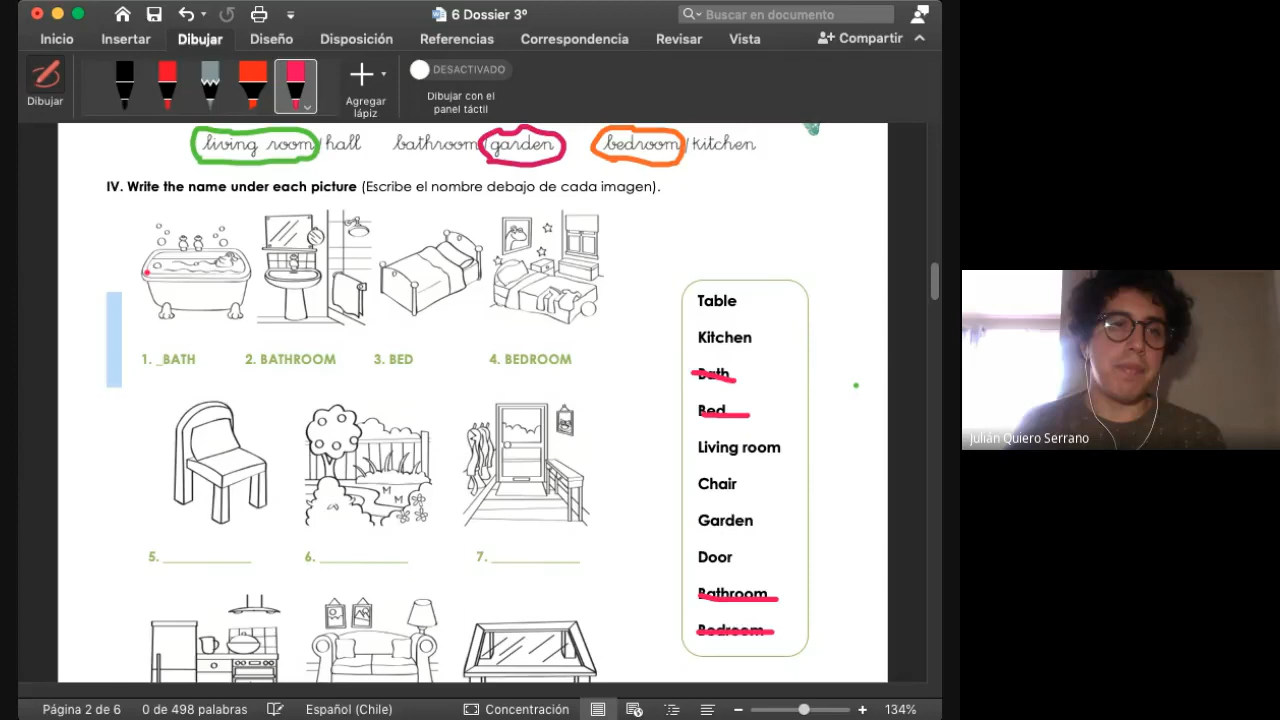 6 Dossier 3º
Buscar en documento
Inicio Insertar Dibujar Diseño Disposición Referencias Correspondencia Revisar Vista Compartir
DESACTIVADO
Dibujar Agregar lápiz Dibujar con el panel táctil
living room/hall bathroom/garden bedroom/kitchen
IV. Write the name under each picture (Escribe el nombre debajo de cada imagen).
1. _BATH 2. BATHROOM 3. BED 4. BEDROOM
5. ____________ 6. ____________ 7. ____________
Table
Kitchen
Bath
Bed
Living room
Chair
Garden
Door
Bathroom
Bedroom
Julián Quiero Serrano
Página 2 de 6 0 de 498 palabras Español (Chile) Concentración 134%